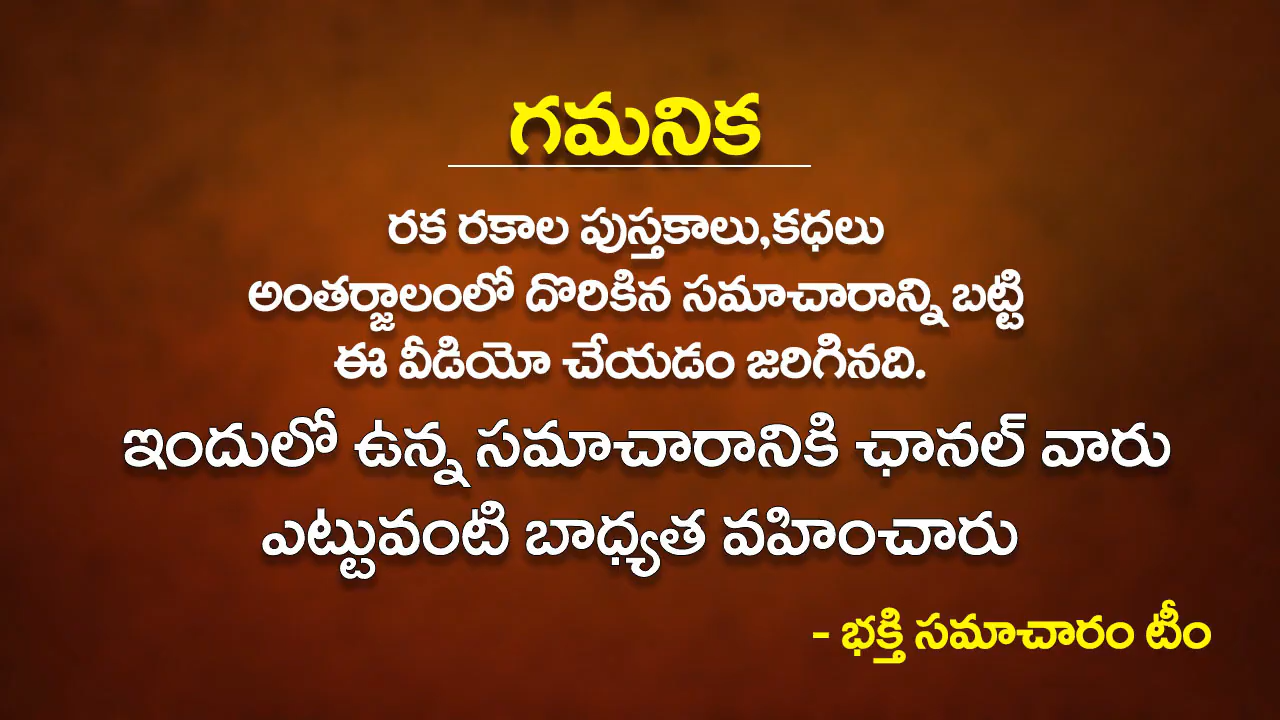 గమనిక
రక రకాల పుస్తకాలు,కధలు
అంతర్జాలంలో దొరికిన సమాచారాన్ని బట్టి
ఈ వీడియో చేయడం జరిగినది.
ఇందులో ఉన్న సమాచారానికి ఛానల్ వారు
ఎట్టువంటి బాధ్యత వహించారు
- భక్తి సమాచారం టీం